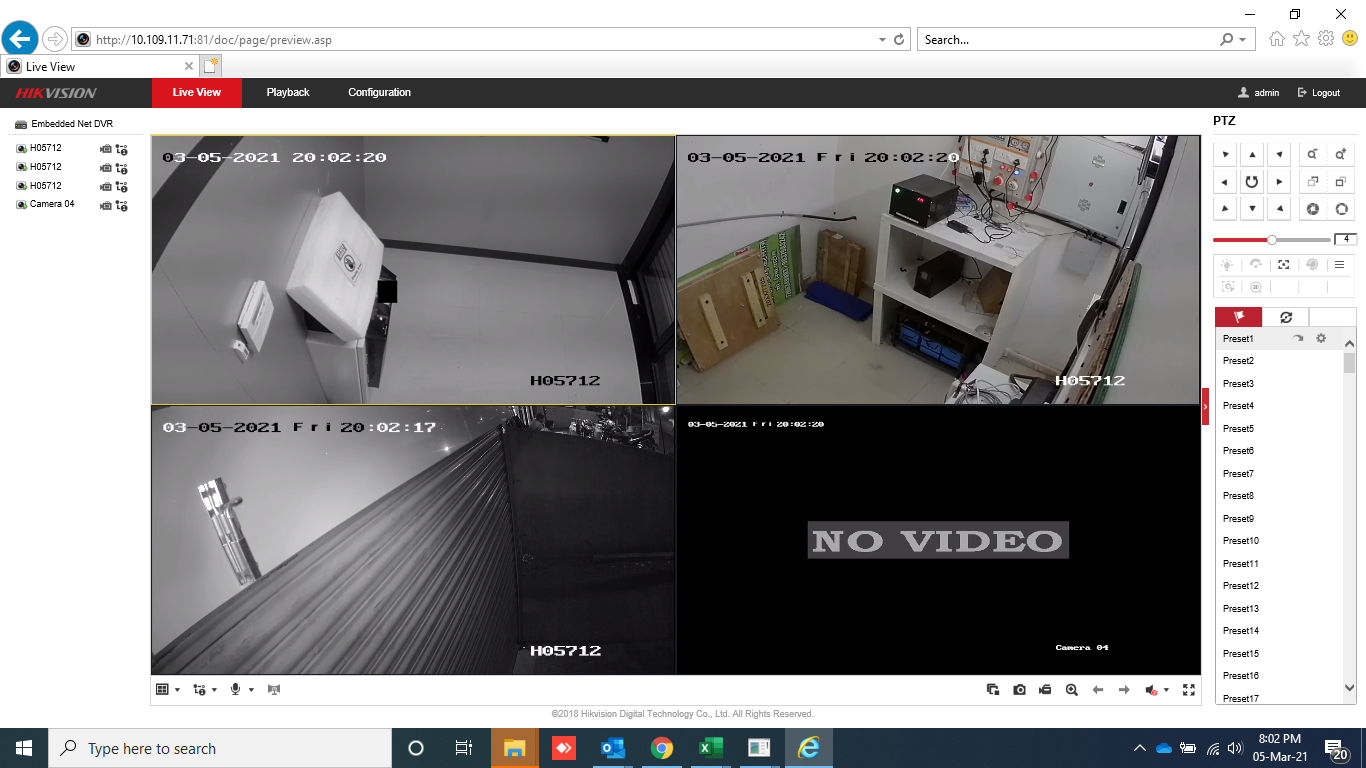 http://10.109.11.71:81/doc/page/preview.asp
Search...
Live View
HIKVISION
Live View
Playback
Configuration
admin
Logout
Embedded Net DVR
H05712
H05712
H05712
Camera 04
03-05-2021 20:02:20
H05712
03-05-2021 Fri 20:02:20
H05712
03-05-2021 Fri 20:02:17
H05712
03-05-2021 Fri 20:02:20
NO VIDEO
Camera 04
PTZ
4
Preset1
Preset2
Preset3
Preset4
Preset5
Preset6
Preset7
Preset8
Preset9
Preset10
Preset11
Preset12
Preset13
Preset14
Preset15
Preset16
Preset17
©2018 Hikvision Digital Technology Co., Ltd. All Rights Reserved.
Type here to search
8:02 PM
05-Mar-21
20